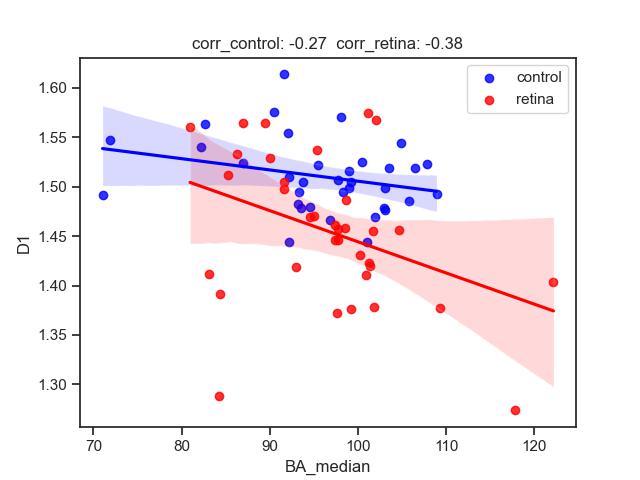 corr_control: -0.27  corr_retina: -0.38
control
retina
1.60
1.55
1.50
1.45
1.40
1.35
1.30
D1
70 80 90 100 110 120
BA_median